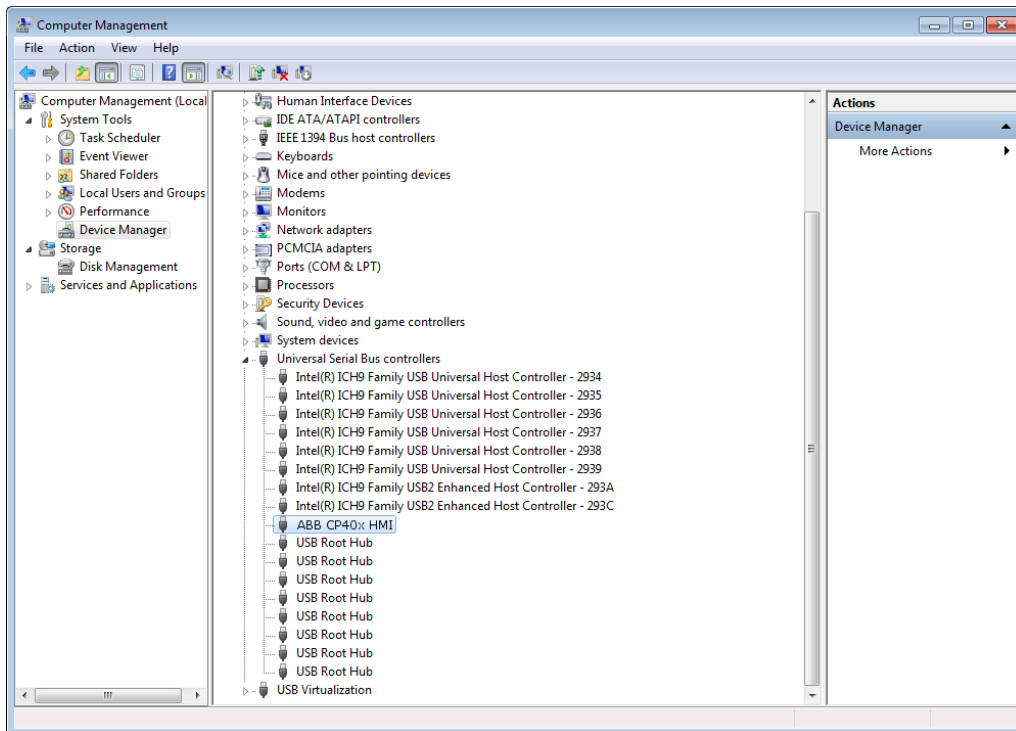 Computer Management
File Action View Help
Computer Management (Local
System Tools
Task Scheduler
Event Viewer
Shared Folders
Local Users and Groups
Performance
Device Manager
Storage
Disk Management
Services and Applications
Human Interface Devices
IDE ATA/ATAPI controllers
IEEE 1394 Bus host controllers
Keyboards
Mice and other pointing devices
Modems
Monitors
Network adapters
PCMCIA adapters
Ports (COM & LPT)
Processors
Security Devices
Sound, video and game controllers
System devices
Universal Serial Bus controllers
Intel(R) ICH9 Family USB Universal Host Controller - 2934
Intel(R) ICH9 Family USB Universal Host Controller - 2935
Intel(R) ICH9 Family USB Universal Host Controller - 2936
Intel(R) ICH9 Family USB Universal Host Controller - 2937
Intel(R) ICH9 Family USB Universal Host Controller - 2938
Intel(R) ICH9 Family USB Universal Host Controller - 2939
Intel(R) ICH9 Family USB2 Enhanced Host Controller - 293A
Intel(R) ICH9 Family USB2 Enhanced Host Controller - 293C
ABB CP40x HMI
USB Root Hub
USB Root Hub
USB Root Hub
USB Root Hub
USB Root Hub
USB Root Hub
USB Root Hub
USB Root Hub
USB Virtualization
Actions
Device Manager
More Actions